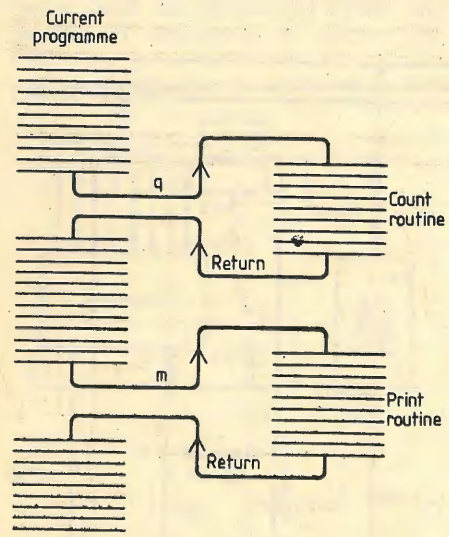 Current
programme
q
Count
routine
Return
m
Print
routine
Return